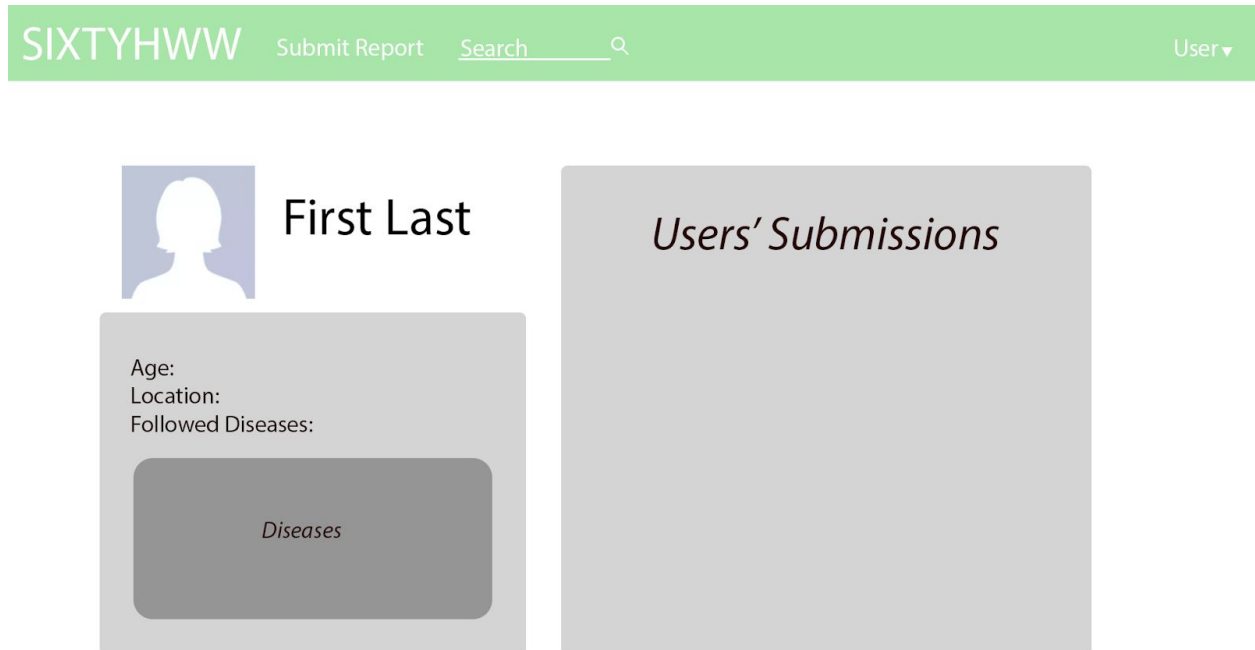 SIXTYHWW Submit Report Search User
First Last
Age:
Location:
Followed Diseases:
Diseases
Users’ Submissions